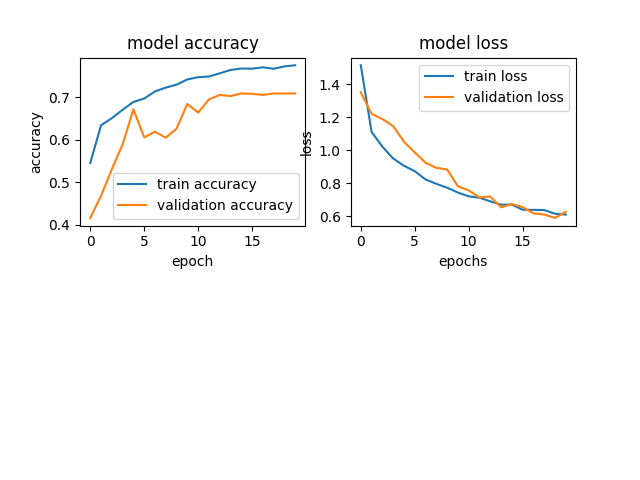 model accuracy
accuracy
0.7
0.6
0.5
0.4
train accuracy
validation accuracy
0
5
10
15
epoch
model loss
loss
1.4
1.2
1.0
0.8
0.6
train loss
validation loss
0
5
10
15
epochs